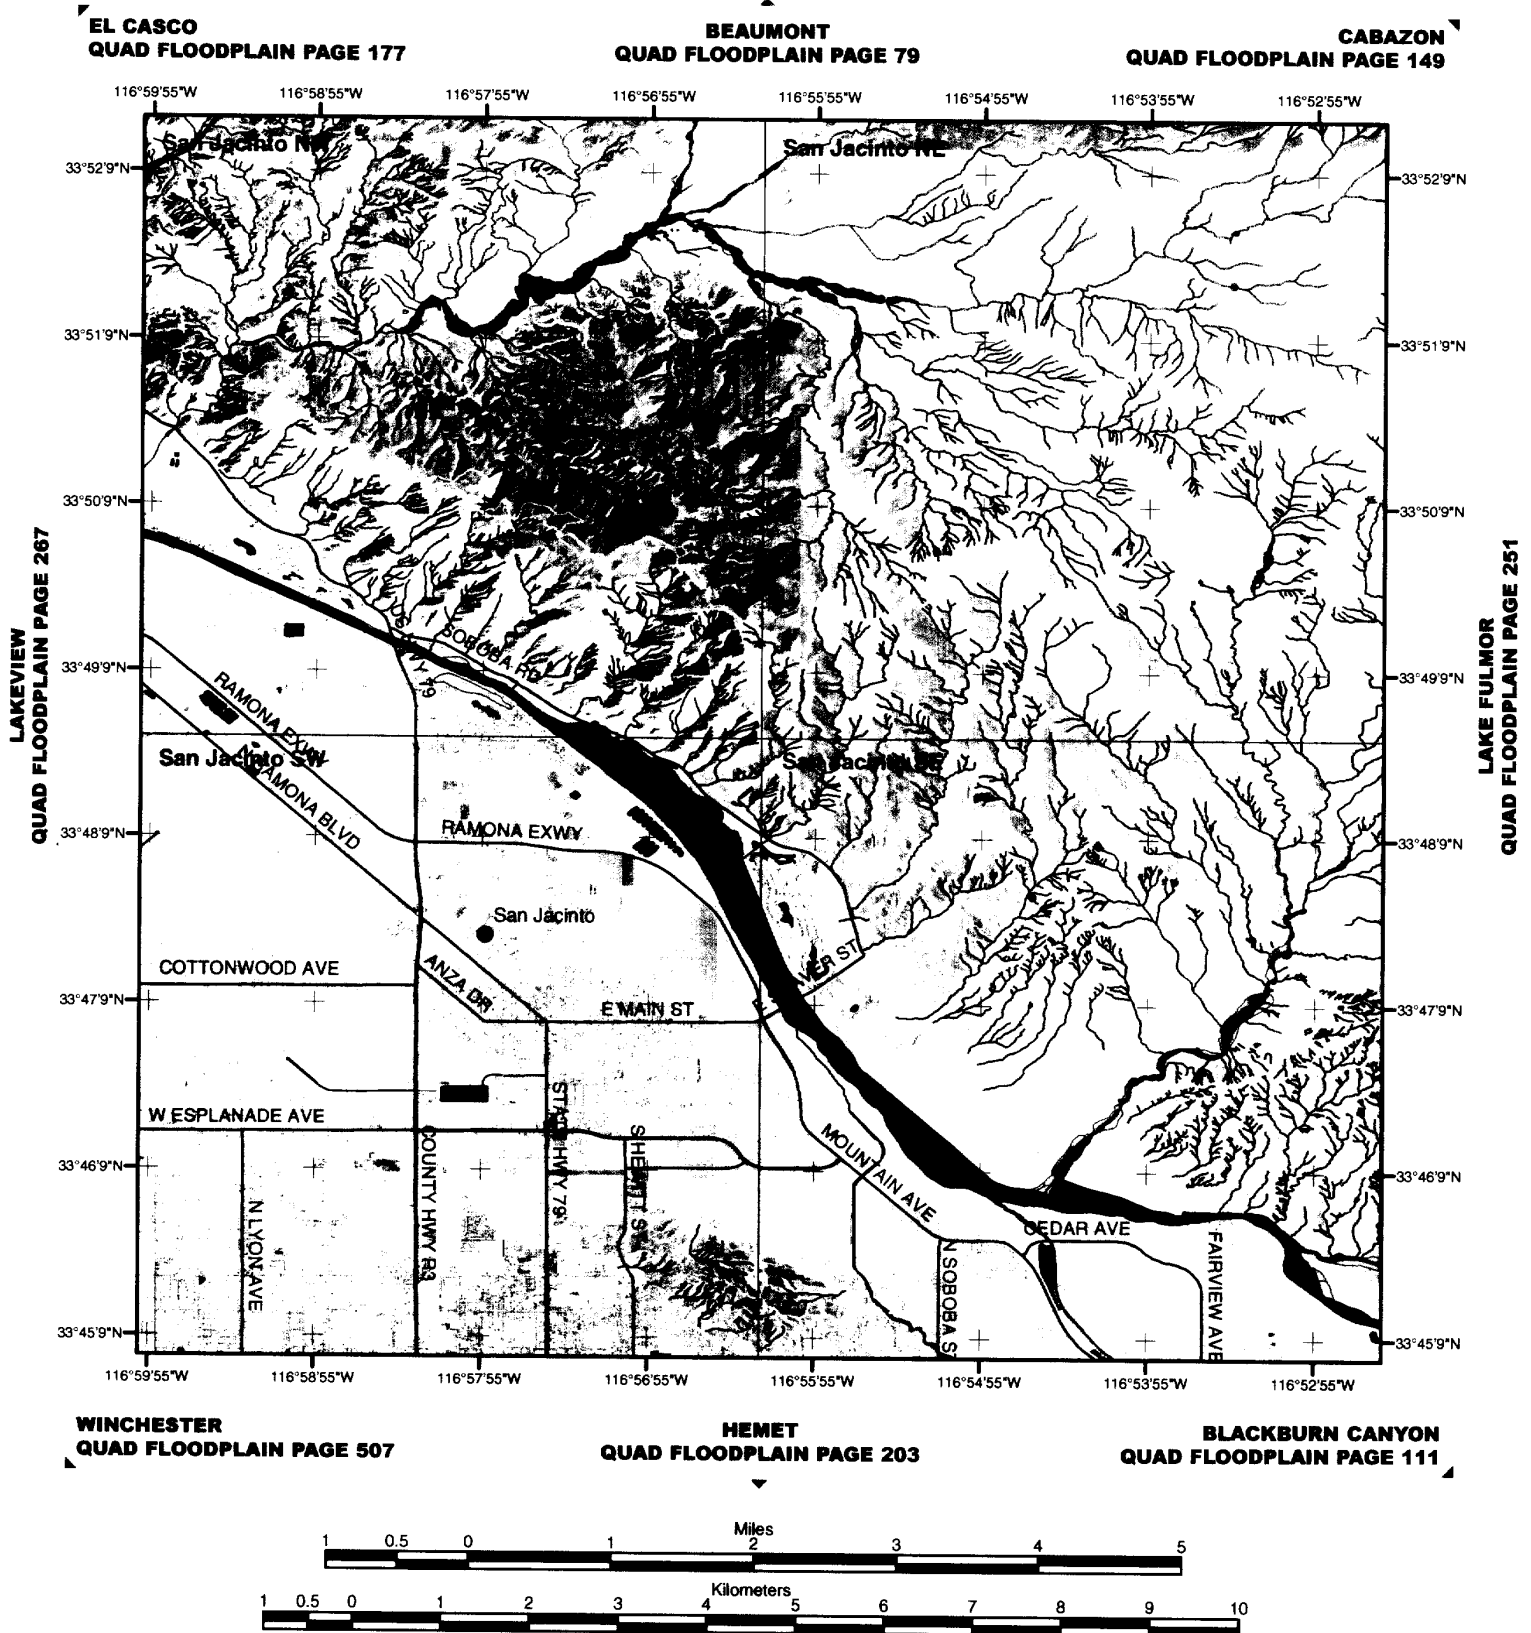 EL CASCO
QUAD FLOODPLAIN PAGE 177
BEAUMONT
QUAD FLOODPLAIN PAGE 79
CABAZON
QUAD FLOODPLAIN PAGE 149
116°59'55"W 116°58'55"W 116°57'55"W 116°56'55"W 116°55'55"W 116°54'55"W 116°53'55"W 116°52'55"W
San Jacinto NW
San Jacinto NE
33°52'9"N
33°52'9"N
33°51'9"N
33°51'9"N
33°50'9"N
33°50'9"N
LAKEVIEW
QUAD FLOODPLAIN PAGE 267
LAKE FULMOR
QUAD FLOODPLAIN PAGE 251
SOBOBA RD
33°49'9"N
33°49'9"N
RAMONA EXWY
San Jacinto SW
San Jacinto SE
N RAMONA BLVD
RAMONA EXWY
33°48'9"N
33°48'9"N
San Jacinto
COTTONWOOD AVE
ANZA DR
E MAIN ST
33°47'9"N
33°47'9"N
W ESPLANADE AVE
STATE HWY 79
COUNTY HWY R3
MOUNTAIN AVE
33°46'9"N
33°46'9"N
N LYON AVE
CEDAR AVE
N SOBOBA S
FAIRVIEW AVE
33°45'9"N
33°45'9"N
116°59'55"W 116°58'55"W 116°57'55"W 116°56'55"W 116°55'55"W 116°54'55"W 116°53'55"W 116°52'55"W
WINCHESTER
QUAD FLOODPLAIN PAGE 507
HEMET
QUAD FLOODPLAIN PAGE 203
BLACKBURN CANYON
QUAD FLOODPLAIN PAGE 111
Miles
1 0.5 0 1 2 3 4 5
Kilometers
1 0.5 0 1 2 3 4 5 6 7 8 9 10